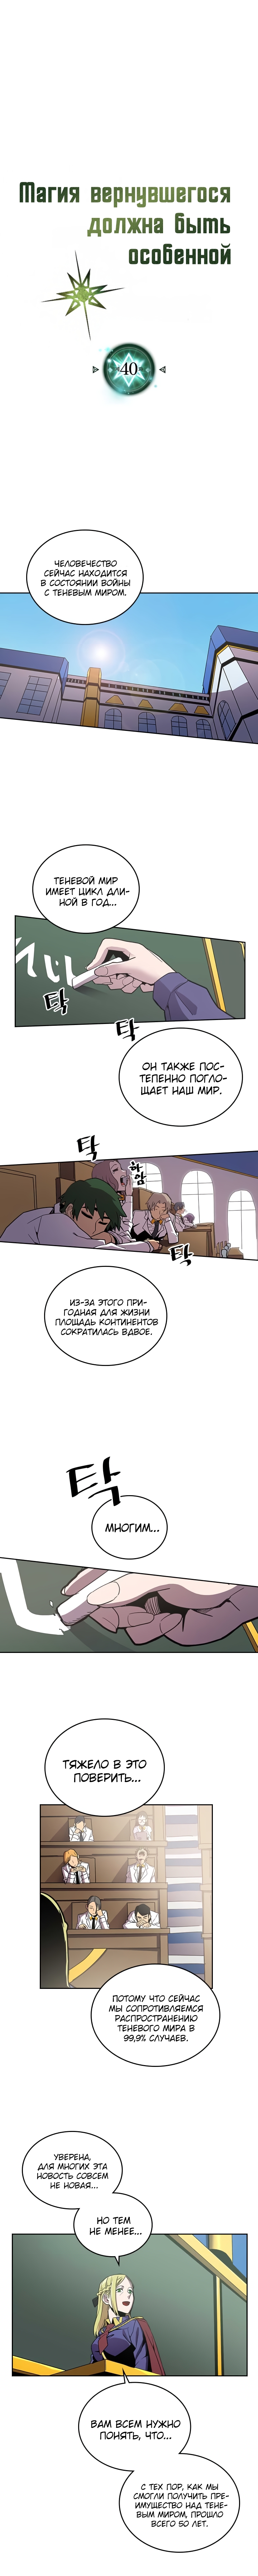 Магия вернувшегося
должна быть
особенной
40
ЧЕЛОВЕЧЕСТВО
СЕЙЧАС НАХОДИТСЯ
В СОСТОЯНИИ ВОЙНЫ
С ТЕНЕВЫМ МИРОМ.
ТЕНЕВОЙ МИР
ИМЕЕТ ЦИКЛ ДЛИ-
НОЙ В ГОД...
탁
탁
ОН ТАКЖЕ ПОС-
ТЕПЕННО ПОГЛО-
ЩАЕТ НАШ МИР.
탁
하암
탁
ИЗ-ЗА ЭТОГО ПРИ-
ГОДНАЯ ДЛЯ ЖИЗНИ
ПЛОЩАДЬ КОНТИНЕНТОВ
СОКРАТИЛАСЬ ВДВОЕ.
탁
МНОГИМ...
ТЯЖЕЛО В ЭТО
ПОВЕРИТЬ...
ПОТОМУ ЧТО СЕЙЧАС
МЫ СОПРОТИВЛЯЕМСЯ
РАСПРОСТРАНЕНИЮ
ТЕНЕВОГО МИРА В
99,9% СЛУЧАЕВ.
УВЕРЕНА,
ДЛЯ МНОГИХ ЭТА
НОВОСТЬ СОВСЕМ
НЕ НОВАЯ...
НО ТЕМ
НЕ МЕНЕЕ...
ВАМ ВСЕМ НУЖНО
ПОНЯТЬ, ЧТО...
С ТЕХ ПОР, КАК МЫ
СМОГЛИ ПОЛУЧИТЬ ПРЕ-
ИМУЩЕСТВО НАД ТЕНЕ-
ВЫМ МИРОМ, ПРОШЛО
ВСЕГО 50 ЛЕТ.